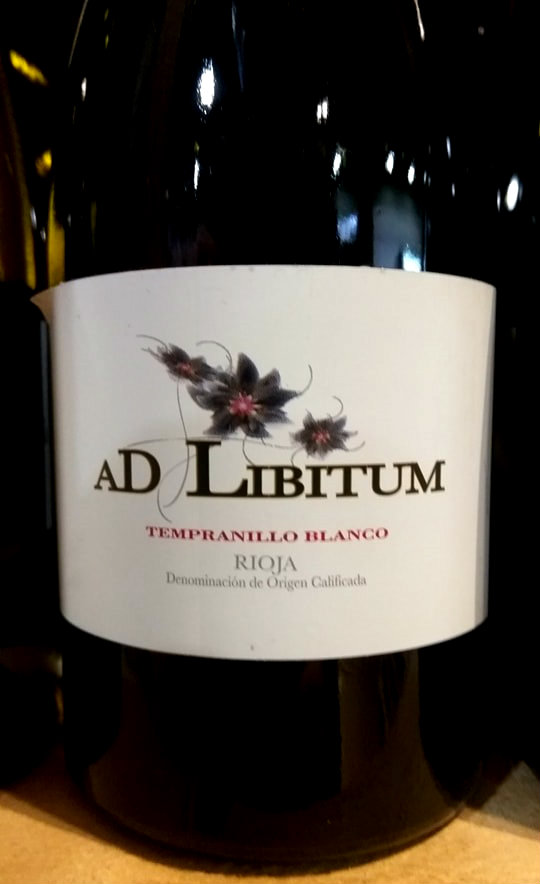 AD LIBITUM
TEMPRANILLO BLANCO
RIOJA
Denominación de Origen Calificada